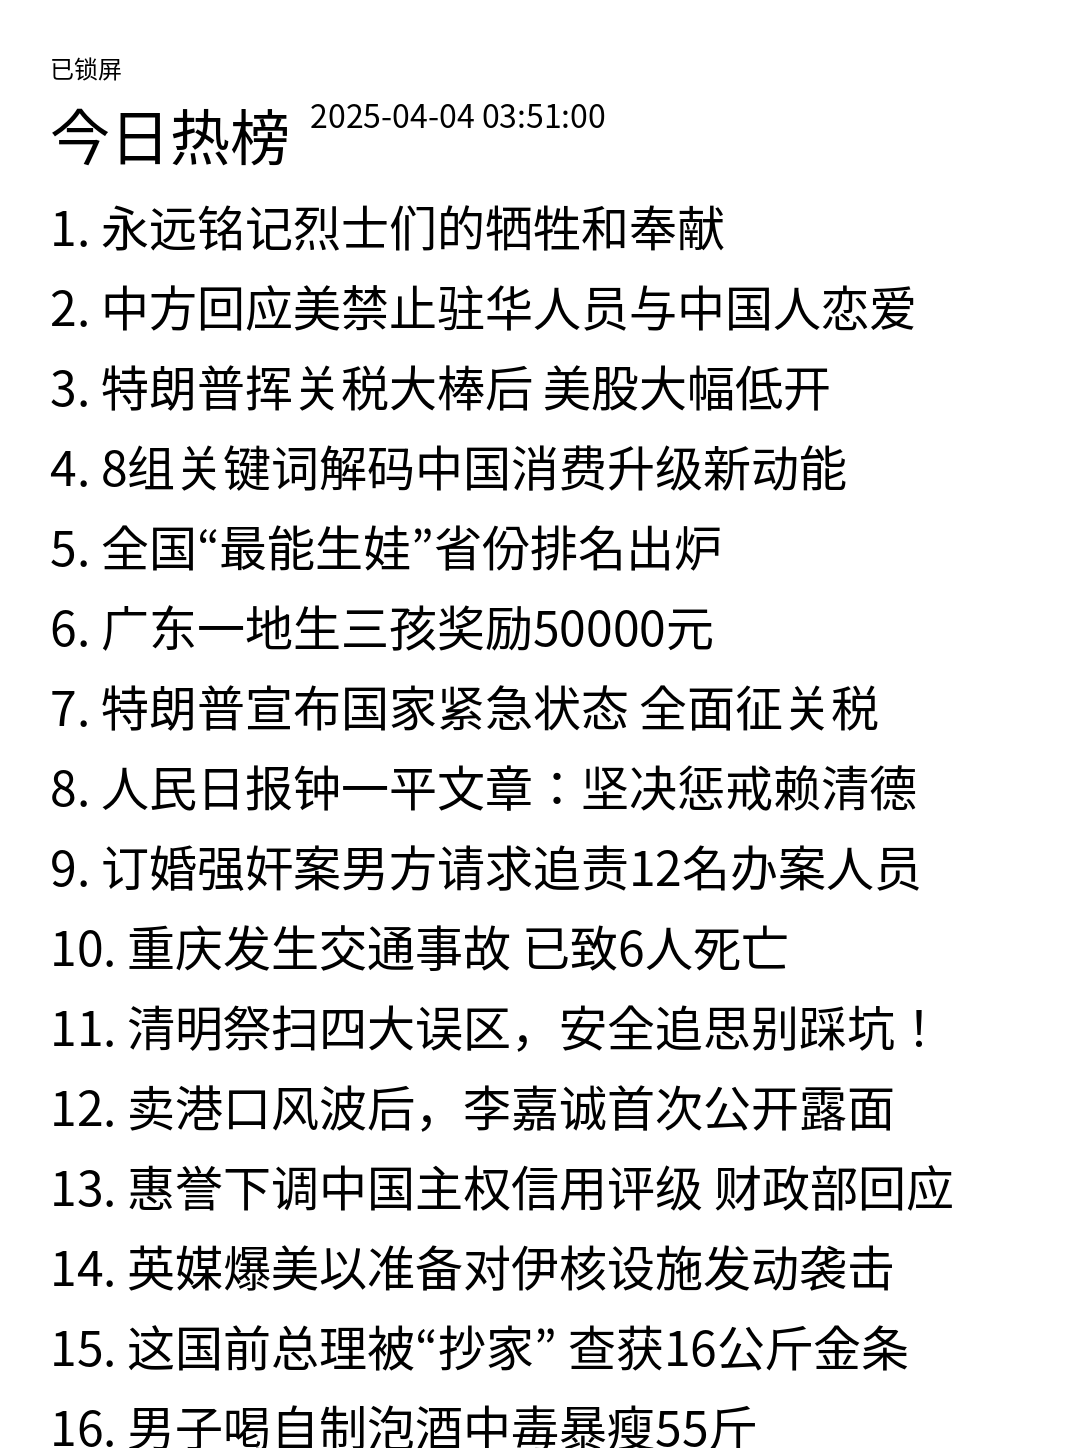 已锁屏
今日热榜 2025-04-04 03:51:00
1. 永远铭记烈士们的牺牲和奉献
2. 中方回应美禁止驻华人员与中国人恋爱
3. 特朗普挥关税大棒后 美股大幅低开
4. 8组关键词解码中国消费升级新动能
5. 全国“最能生娃”省份排名出炉
6. 广东一地生三孩奖励50000元
7. 特朗普宣布国家紧急状态 全面征关税
8. 人民日报钟一平文章：坚决惩戒赖清德
9. 订婚强奸案男方请求追责12名办案人员
10. 重庆发生交通事故 已致6人死亡
11. 清明祭扫四大误区，安全追思别踩坑！
12. 卖港口风波后，李嘉诚首次公开露面
13. 惠誉下调中国主权信用评级 财政部回应
14. 英媒爆美以准备对伊核设施发动袭击
15. 这国前总理被“抄家” 查获16公斤金条
16. 男子喝自制泡酒中毒暴瘦55斤